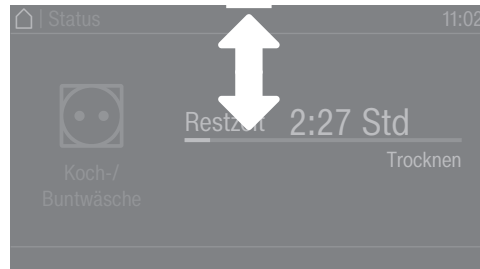 | Status
11:02
Restzeit 2:27 Std
Trocknen
Koch-/
Buntwäsche